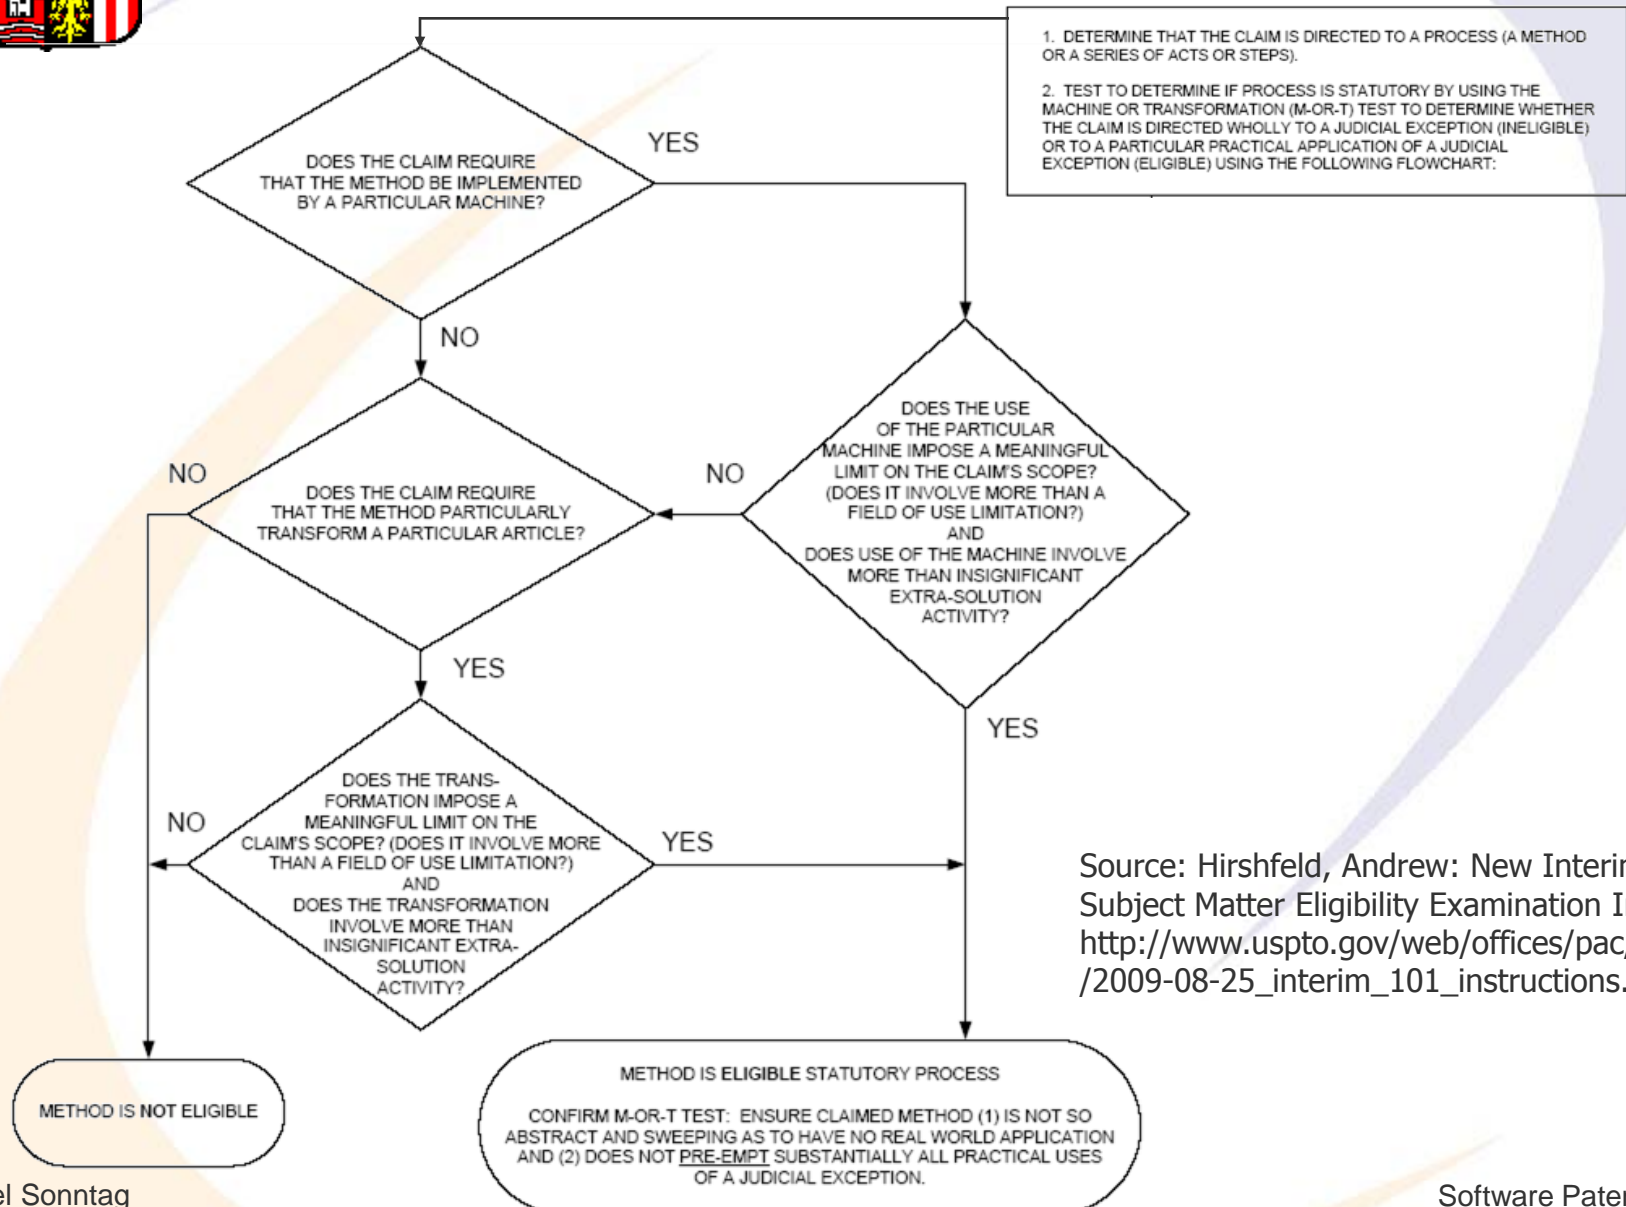 1. DETERMINE THAT THE CLAIM IS DIRECTED TO A PROCESS (A METHOD
OR A SERIES OF ACTS OR STEPS).
2. TEST TO DETERMINE IF PROCESS IS STATUTORY BY USING THE
MACHINE OR TRANSFORMATION (M-OR-T) TEST TO DETERMINE WHETHER
THE CLAIM IS DIRECTED WHOLLY TO A JUDICIAL EXCEPTION (INELIGIBLE)
OR TO A PARTICULAR PRACTICAL APPLICATION OF A JUDICIAL
EXCEPTION (ELIGIBLE) USING THE FOLLOWING FLOWCHART:
DOES THE CLAIM REQUIRE
THAT THE METHOD BE IMPLEMENTED
BY A PARTICULAR MACHINE?
YES
NO
DOES THE USE
OF THE PARTICULAR
MACHINE IMPOSE A MEANINGFUL
LIMIT ON THE CLAIM'S SCOPE?
(DOES IT INVOLVE MORE THAN A
FIELD OF USE LIMITATION?)
AND
DOES USE OF THE MACHINE INVOLVE
MORE THAN INSIGNIFICANT
EXTRA-SOLUTION
ACTIVITY?
NO
YES
DOES THE CLAIM REQUIRE
THAT THE METHOD PARTICULARLY
TRANSFORM A PARTICULAR ARTICLE?
NO
YES
DOES THE TRANS-
FORMATION IMPOSE A
MEANINGFUL LIMIT ON THE
CLAIM'S SCOPE? (DOES IT INVOLVE MORE
THAN A FIELD OF USE LIMITATION?)
AND
DOES THE TRANSFORMATION
INVOLVE MORE THAN
INSIGNIFICANT EXTRA-
SOLUTION
ACTIVITY?
NO
YES
Source: Hirshfeld, Andrew: New Interim
Subject Matter Eligibility Examination
http://www.uspto.gov/web/offices/pac/
/2009-08-25_interim_101_instructions.
METHOD IS NOT ELIGIBLE
METHOD IS ELIGIBLE STATUTORY PROCESS
CONFIRM M-OR-T TEST: ENSURE CLAIMED METHOD (1) IS NOT SO
ABSTRACT AND SWEEPING AS TO HAVE NO REAL WORLD APPLICATION
AND (2) DOES NOT PRE-EMPT SUBSTANTIALLY ALL PRACTICAL USES
OF A JUDICIAL EXCEPTION.
el Sonntag
Software Pate